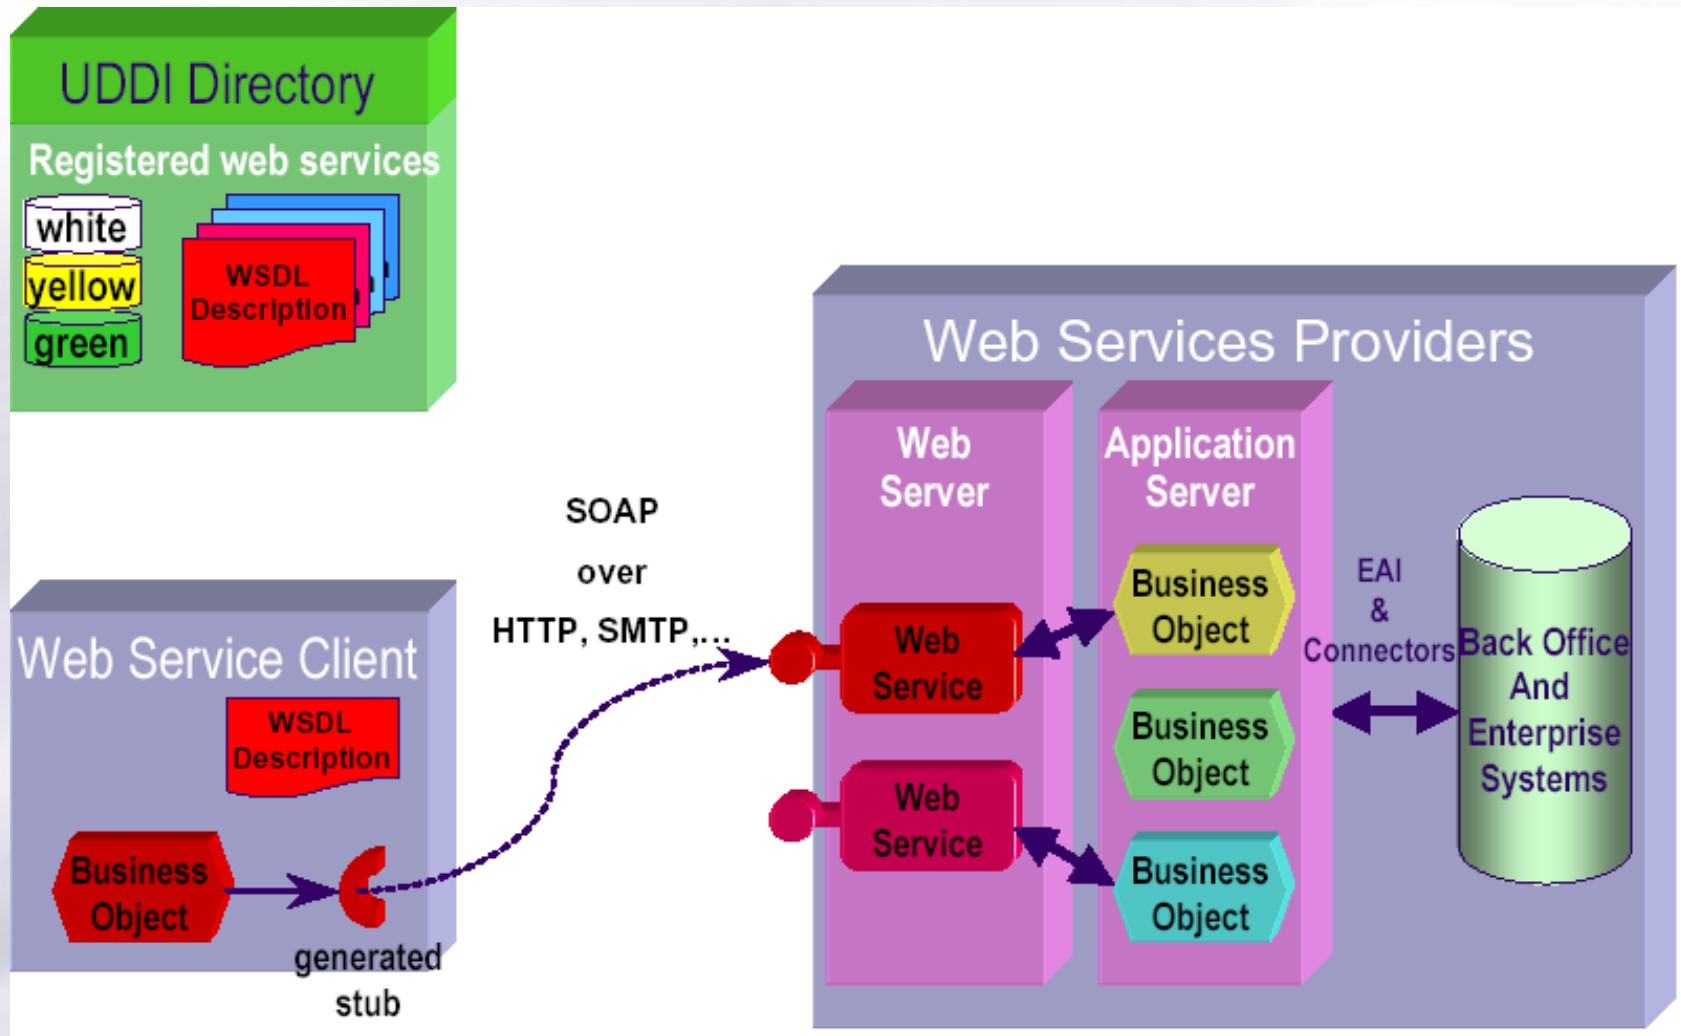 UDDI Directory
Registered web services
white
yellow
green
WSDL
Description
Web Service Client
WSDL
Description
Business
Object
generated
stub
SOAP
over
HTTP, SMTP,...
Web Services Providers
Web
Server
Web
Service
Web
Service
Application
Server
Business
Object
Business
Object
Business
Object
EAI
&
Connectors
Back Office
And
Enterprise
Systems